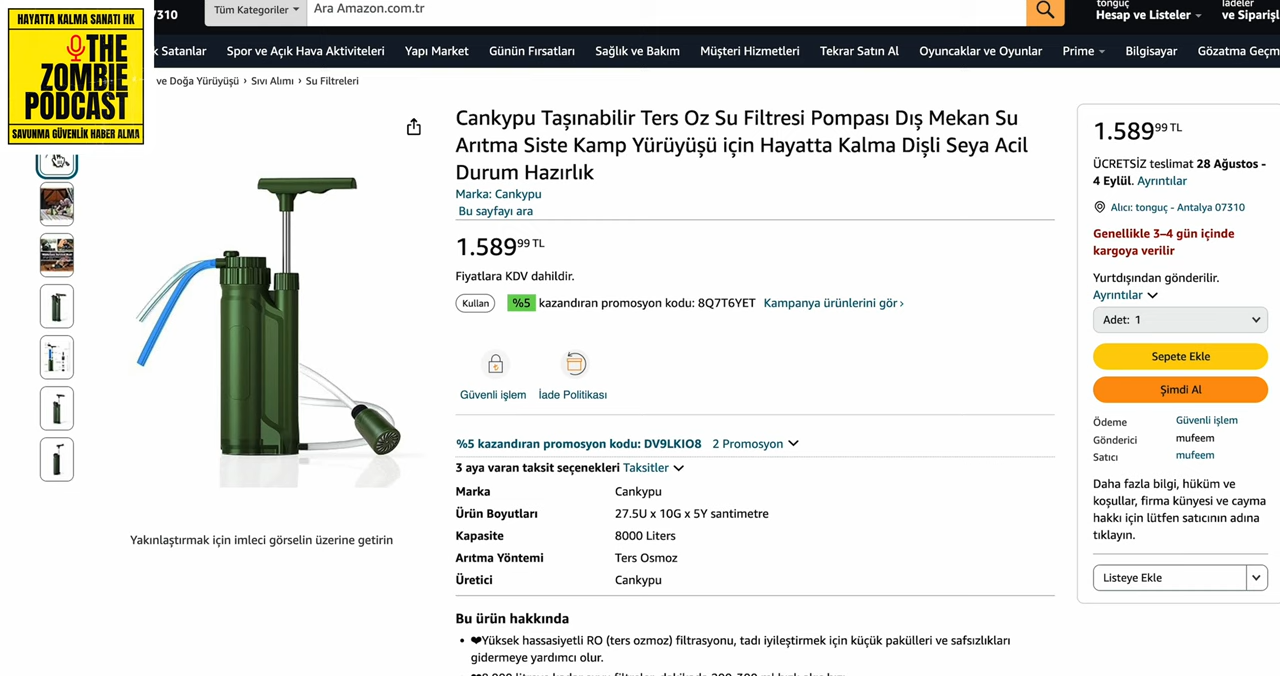 HAYATTA KALMA SANATI HK
THE
ZOMBIE
PODCAST
SAVUNMA GÜVENLİK HABER ALMA
7310
Tüm Kategoriler
Ara Amazon.com.tr
tonguç
Hesap ve Listeler
İadeler
ve Siparişl
k Satanlar
Spor ve Açık Hava Aktiviteleri
Yapı Market
Günün Fırsatları
Sağlık ve Bakım
Müşteri Hizmetleri
Tekrar Satın Al
Oyuncaklar ve Oyunlar
Prime
Bilgisayar
Gözatma Geçm
ve Doğa Yürüyüşü › Sıvı Alımı › Su Filtreleri
Cankypu Taşınabilir Ters Oz Su Filtresi Pompası Dış Mekan Su
Arıtma Siste Kamp Yürüyüşü için Hayatta Kalma Dişli Seya Acil
Durum Hazırlık
Marka: Cankypu
Bu sayfayı ara
1.589⁹⁹ TL
Fiyatlara KDV dahildir.
Kullan %5 kazandıran promosyon kodu: 8Q7T6YET Kampanya ürünlerini gör ›
Güvenli işlem
İade Politikası
%5 kazandıran promosyon kodu: DV9LKIO8 2 Promosyon
3 aya varan taksit seçenekleri Taksitler
Marka Cankypu
Ürün Boyutları 27.5U x 10G x 5Y santimetre
Kapasite 8000 Liters
Arıtma Yöntemi Ters Osmoz
Üretici Cankypu
Bu ürün hakkında
• ❤Yüksek hassasiyetli RO (ters ozmoz) filtrasyonu, tadı iyileştirmek için küçük pakülleri ve safsızlıkları
gidermeye yardımcı olur.
Yakınlaştırmak için imleci görselin üzerine getirin
1.589⁹⁹ TL
ÜCRETSİZ teslimat 28 Ağustos -
4 Eylül. Ayrıntılar
Alıcı: tonguç - Antalya 07310
Genellikle 3–4 gün içinde
kargoya verilir
Yurtdışından gönderilir.
Ayrıntılar
Adet: 1
Sepete Ekle
Şimdi Al
Ödeme Güvenli işlem
Gönderici mufeem
Satıcı mufeem
Daha fazla bilgi, hüküm ve
koşullar, firma künyesi ve cayma
hakkı için lütfen satıcının adına
tıklayın.
Listeye Ekle